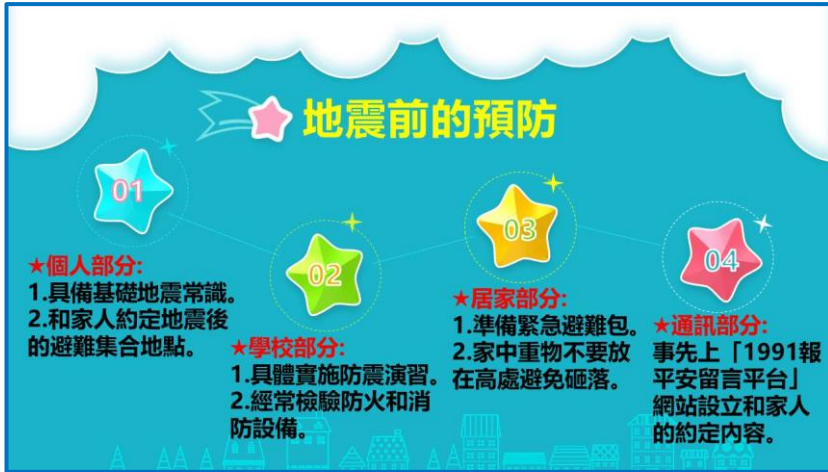 地震前的預防
01
★個人部分:
1.具備基礎地震常識。
2.和家人約定地震後
的避難集合地點。
02
★學校部分:
1.具體實施防震演習。
2.經常檢驗防火和消
防設備。
03
★居家部分:
1.準備緊急避難包。
2.家中重物不要放
在高處避免砸落。
04
★通訊部分:
事先上「1991報
平安留言平台」
網站設立和家人
的約定內容。